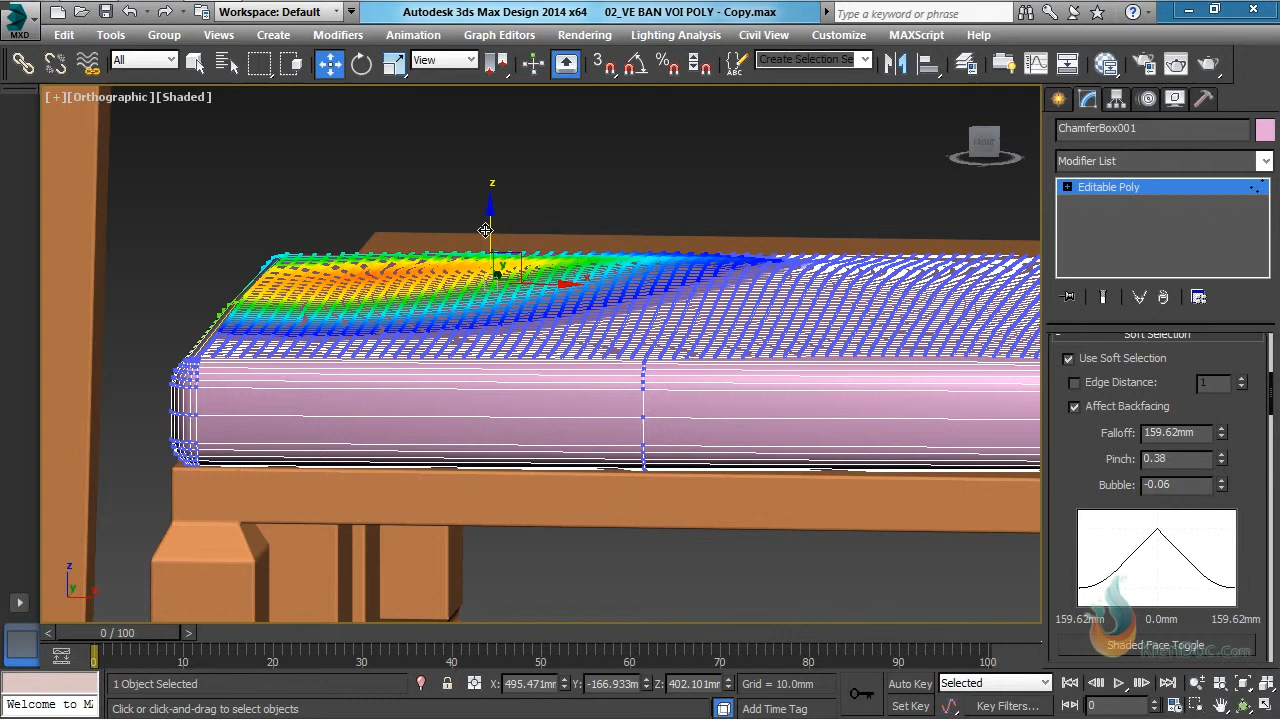 MXD
Workspace: Default
Autodesk 3ds Max Design 2014 x64 02_VE BAN VOI POLY - Copy.max
Type a keyword or phrase
Edit Tools Group Views Create Modifiers Animation Graph Editors Rendering Lighting Analysis Civil View Customize MAXScript Help
All View Create Selection Se
[+][Orthographic][Shaded]
ChamferBox001
Modifier List
Editable Poly
z
y
x
Soft Selection
Use Soft Selection
Edge Distance: 1
Affect Backfacing
Falloff: 159.62mm
Pinch: 0.38
Bubble: -0.06
159.62mm 0.0mm 159.62mm
Shaded Face Toggle
z
y
x
< 0 / 100 >
0 10 20 30 40 50 60 70 80 90 100
1 Object Selected X: 495.471mm Y: -166.933mm Z: 402.101mm Grid = 10.0mm Auto Key Selected
Welcome to M Click or click-and-drag to select objects Add Time Tag Set Key Key Filters... 0